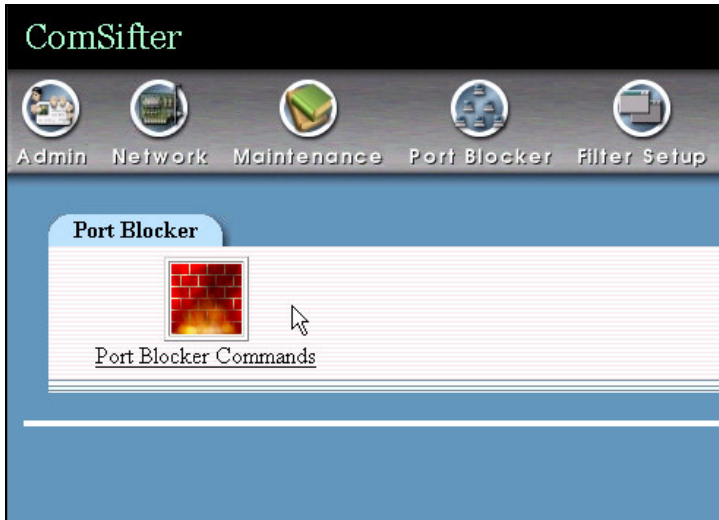 ComSifter
Admin Network Maintenance Port Blocker Filter Setup
Port Blocker
Port Blocker Commands